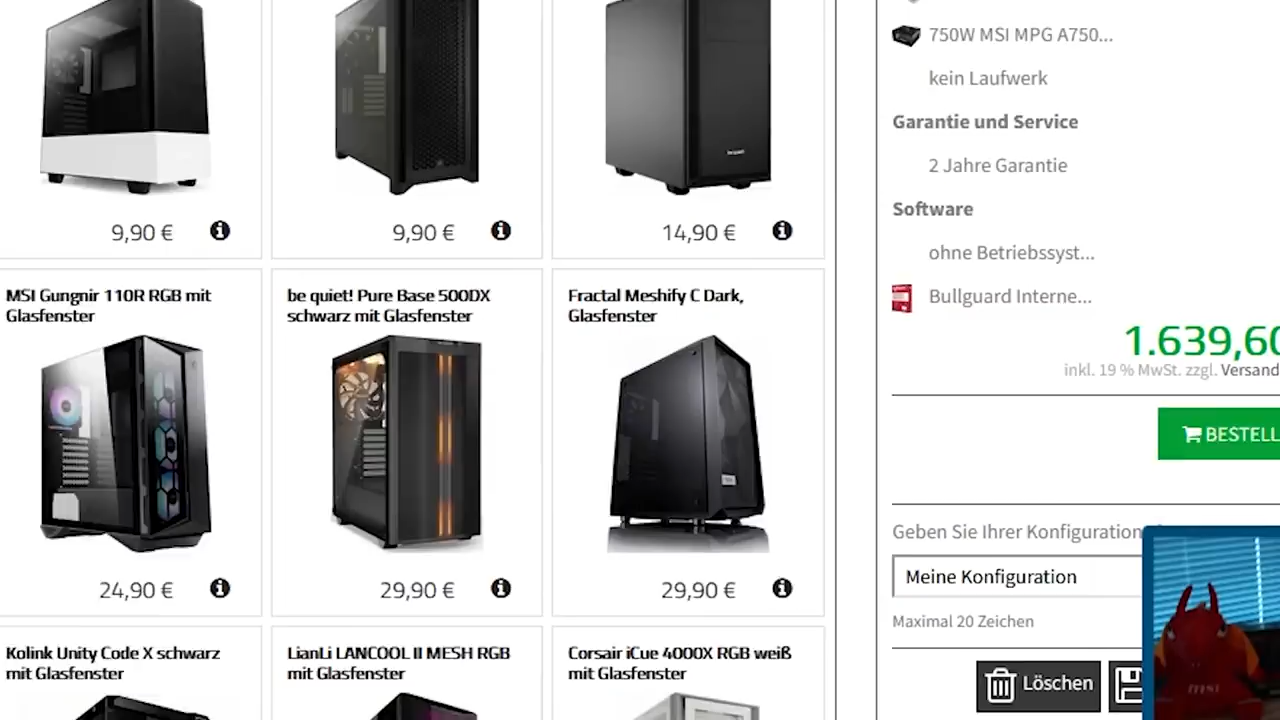 9,90 €
9,90 €
14,90 €
MSI Gungnir 110R RGB mit
Glasfenster
be quiet! Pure Base 500DX
schwarz mit Glasfenster
Fractal Meshify C Dark,
Glasfenster
24,90 €
29,90 €
29,90 €
Kolink Unity Code X schwarz
mit Glasfenster
LianLi LANCOOL II MESH RGB
mit Glasfenster
Corsair iCue 4000X RGB weiß
mit Glasfenster
750W MSI MPG A750...
kein Laufwerk
Garantie und Service
2 Jahre Garantie
Software
ohne Betriebssyst...
Bullguard Interne...
1.639,60
inkl. 19 % MwSt. zzgl. Versand
BESTELL
Geben Sie Ihrer Konfiguration
Meine Konfiguration
Maximal 20 Zeichen
Löschen